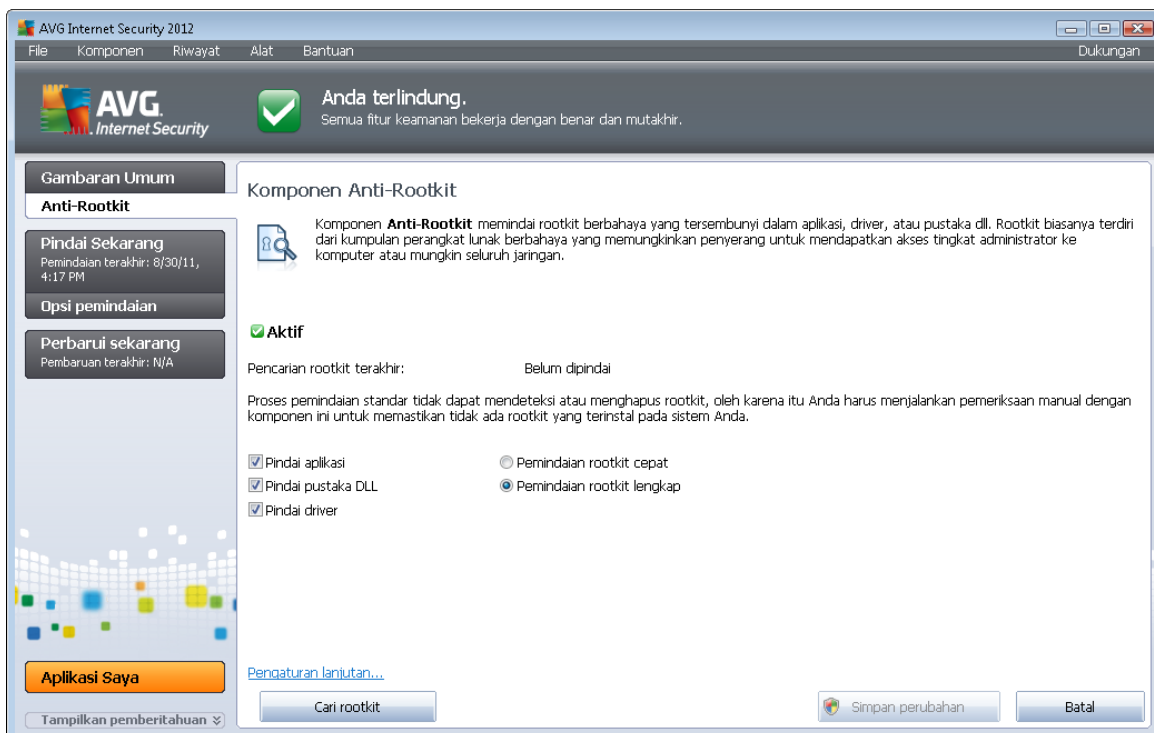 AVG Internet Security 2012
File Komponen Riwayat Alat Bantuan Dukungan
AVG.
Internet Security
Anda terlindung.
Semua fitur keamanan bekerja dengan benar dan mutakhir.
Gambaran Umum
Anti-Rootkit
Pindai Sekarang
Pemindaian terakhir: 8/30/11,
4:17 PM
Opsi pemindaian
Perbarui sekarang
Pembaruan terakhir: N/A
Aplikasi Saya
Tampilkan pemberitahuan
Komponen Anti-Rootkit
Komponen Anti-Rootkit memindai rootkit berbahaya yang tersembunyi dalam aplikasi, driver, atau pustaka dll. Rootkit biasanya terdiri
dari kumpulan perangkat lunak berbahaya yang memungkinkan penyerang untuk mendapatkan akses tingkat administrator ke
komputer atau mungkin seluruh jaringan.
Aktif
Pencarian rootkit terakhir: Belum dipindai
Proses pemindaian standar tidak dapat mendeteksi atau menghapus rootkit, oleh karena itu Anda harus menjalankan pemeriksaan manual dengan
komponen ini untuk memastikan tidak ada rootkit yang terinstal pada sistem Anda.
Pindai aplikasi Pemindaian rootkit cepat
Pindai pustaka DLL Pemindaian rootkit lengkap
Pindai driver
Pengaturan lanjutan...
Cari rootkit Simpan perubahan Batal